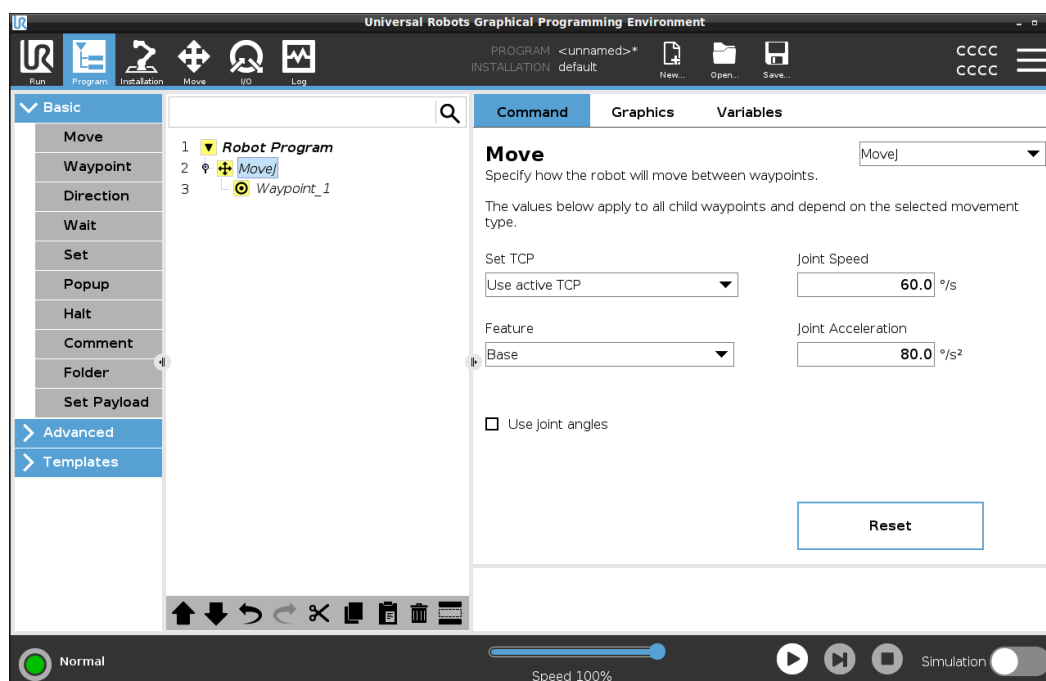 Universal Robots Graphical Programming Environment
UR
Run
Program
Installation
Move
I/O
Log
PROGRAM <unnamed>*
INSTALLATION default
New...
Open...
Save...
CCCC
CCCC
Basic
Move
Waypoint
Direction
Wait
Set
Popup
Halt
Comment
Folder
Set Payload
Advanced
Templates
1 Robot Program
2 MoveJ
3 Waypoint_1
Command Graphics Variables
Move
MoveJ
Specify how the robot will move between waypoints.
The values below apply to all child waypoints and depend on the selected movement
type.
Set TCP
Use active TCP
Joint Speed
60.0 °/s
Feature
Base
Joint Acceleration
80.0 °/s²
Use joint angles
Reset
Normal
Speed 100%
Simulation